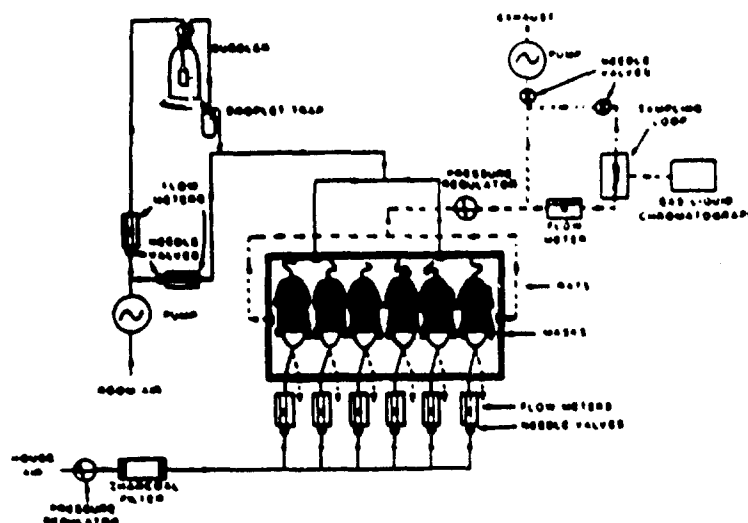 EXHAUST
BUBBLER
PUMP
NEEDLE
VALVES
DROPLET TRAP
SAMPLING
LOOP
FLOW
METERS
PRESSURE
REGULATOR
GAS LIQUID
CHROMATOGRAPH
FLOW
METER
NEEDLE
VALVES
RATS
PUMP
MASKS
ROOM AIR
FLOW METERS
NEEDLE VALVES
HOUSE
AIR
CHARCOAL
FILTER
PRESSURE
REGULATOR